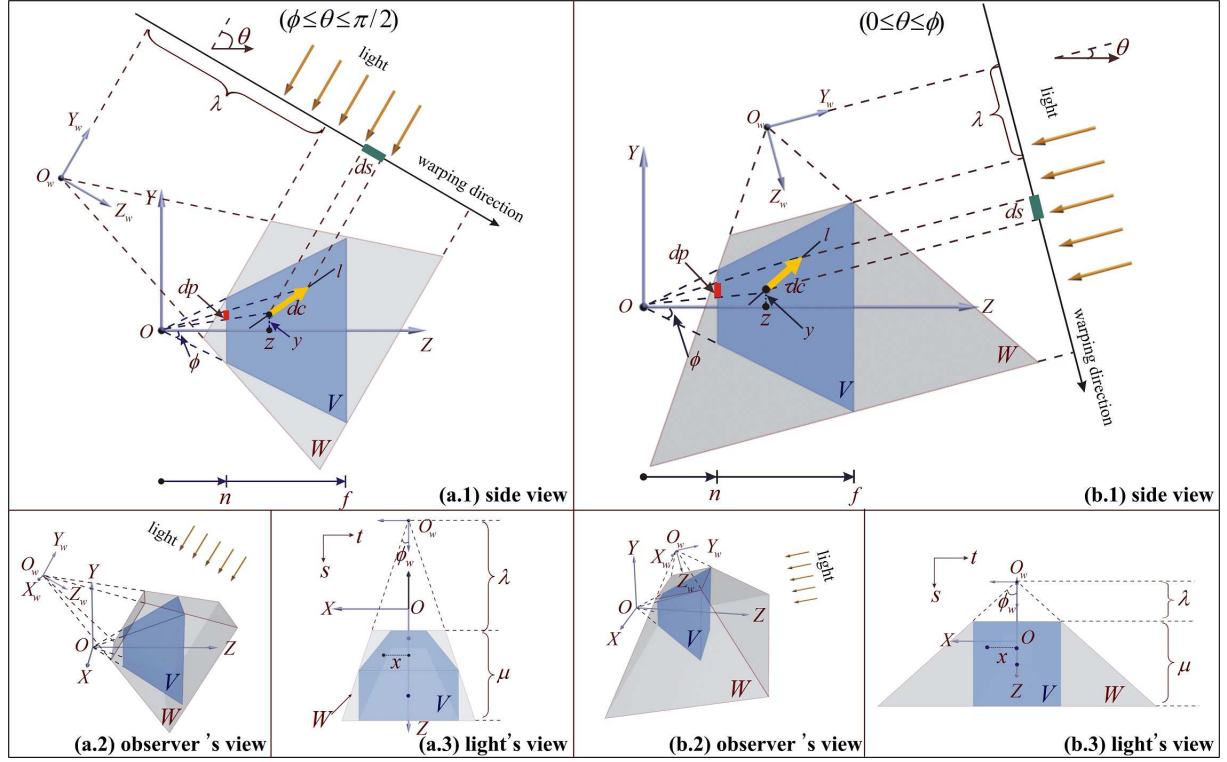 (ϕ≤θ≤π/2)
θ
light
λ
Y_w
O_w
Z_w
ds
warping direction
Y
dp
l
dc
O
z
y
Z
ϕ
V
W
n
f
(a.1) side view
(0≤θ≤ϕ)
θ
light
λ
Y_w
O_w
Z_w
Y
ds
dp
l
dc
O
z
y
Z
ϕ
V
W
warping direction
n
f
(b.1) side view
light
Y_w
O_w
X_w
Y
Z_w
O
X
Z
V
W
(a.2) observer 's view
t
s
O_w
ϕ_w
λ
X
O
x
μ
W
V
Z
(a.3) light's view
Y
O_w
X_w
Y_w
Z_w
light
O
X
Z
V
W
(b.2) observer 's view
t
s
O_w
ϕ_w
λ
X
O
x
μ
Z
V
W
(b.3) light's view